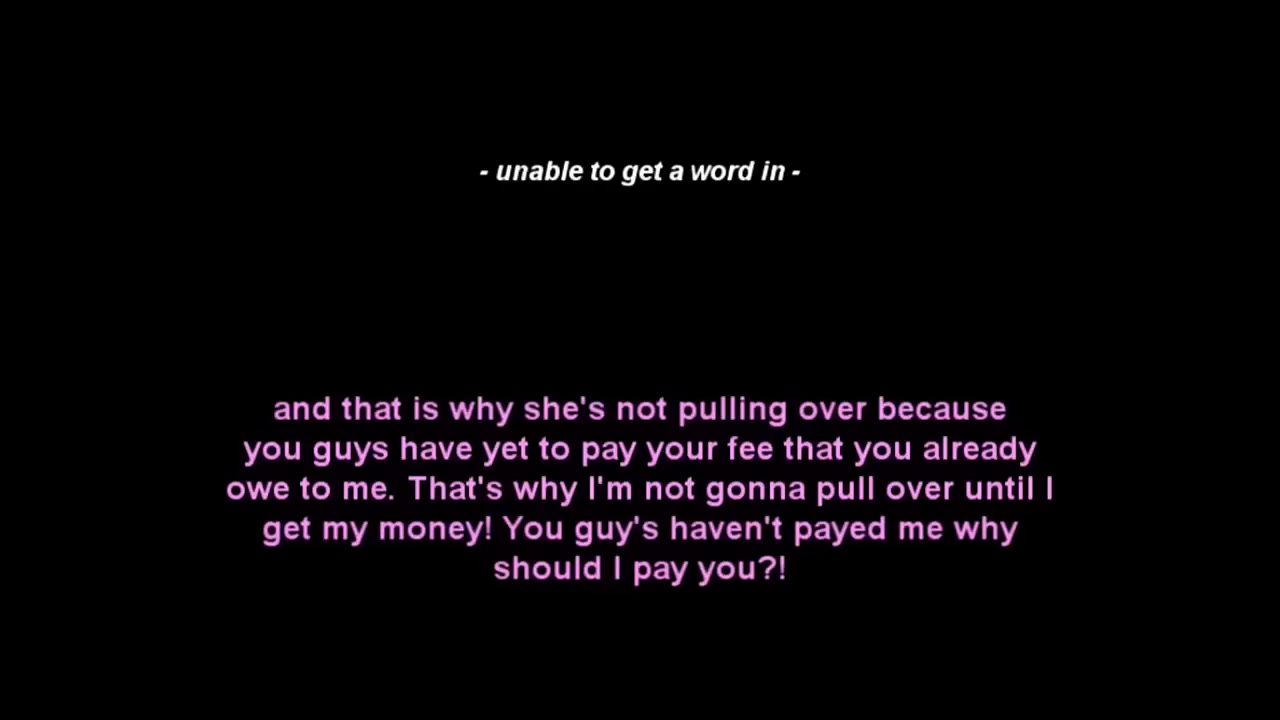 - unable to get a word in -
and that is why she's not pulling over because
you guys have yet to pay your fee that you already
owe to me. That's why I'm not gonna pull over until I
get my money! You guy's haven't payed me why
should I pay you?!